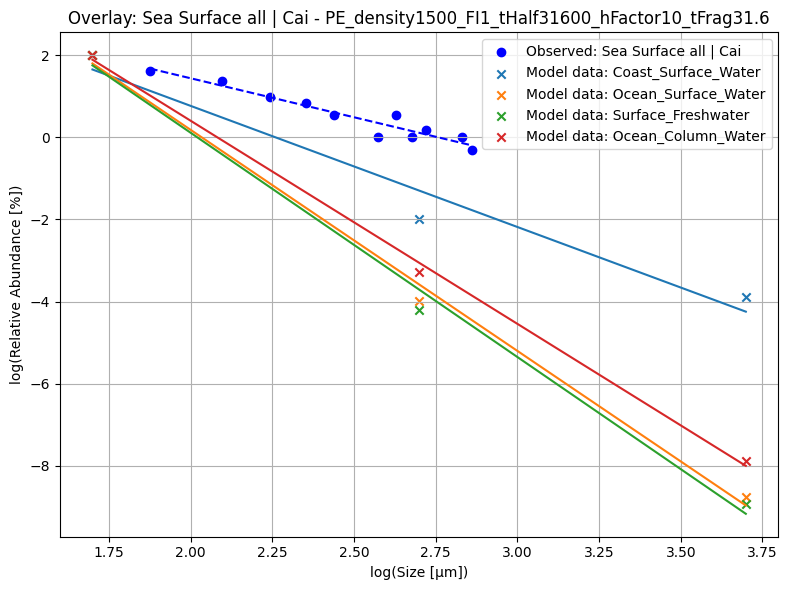 Overlay: Sea Surface all | Cai - PE_density1500_FI1_tHalf31600_hFactor10_tFrag31.6
Observed: Sea Surface all | Cai
Model data: Coast_Surface_Water
Model data: Ocean_Surface_Water
Model data: Surface_Freshwater
Model data: Ocean_Column_Water
log(Relative Abundance [%])
2
0
−2
−4
−6
−8
1.75
2.00
2.25
2.50
2.75
3.00
3.25
3.50
3.75
log(Size [μm])